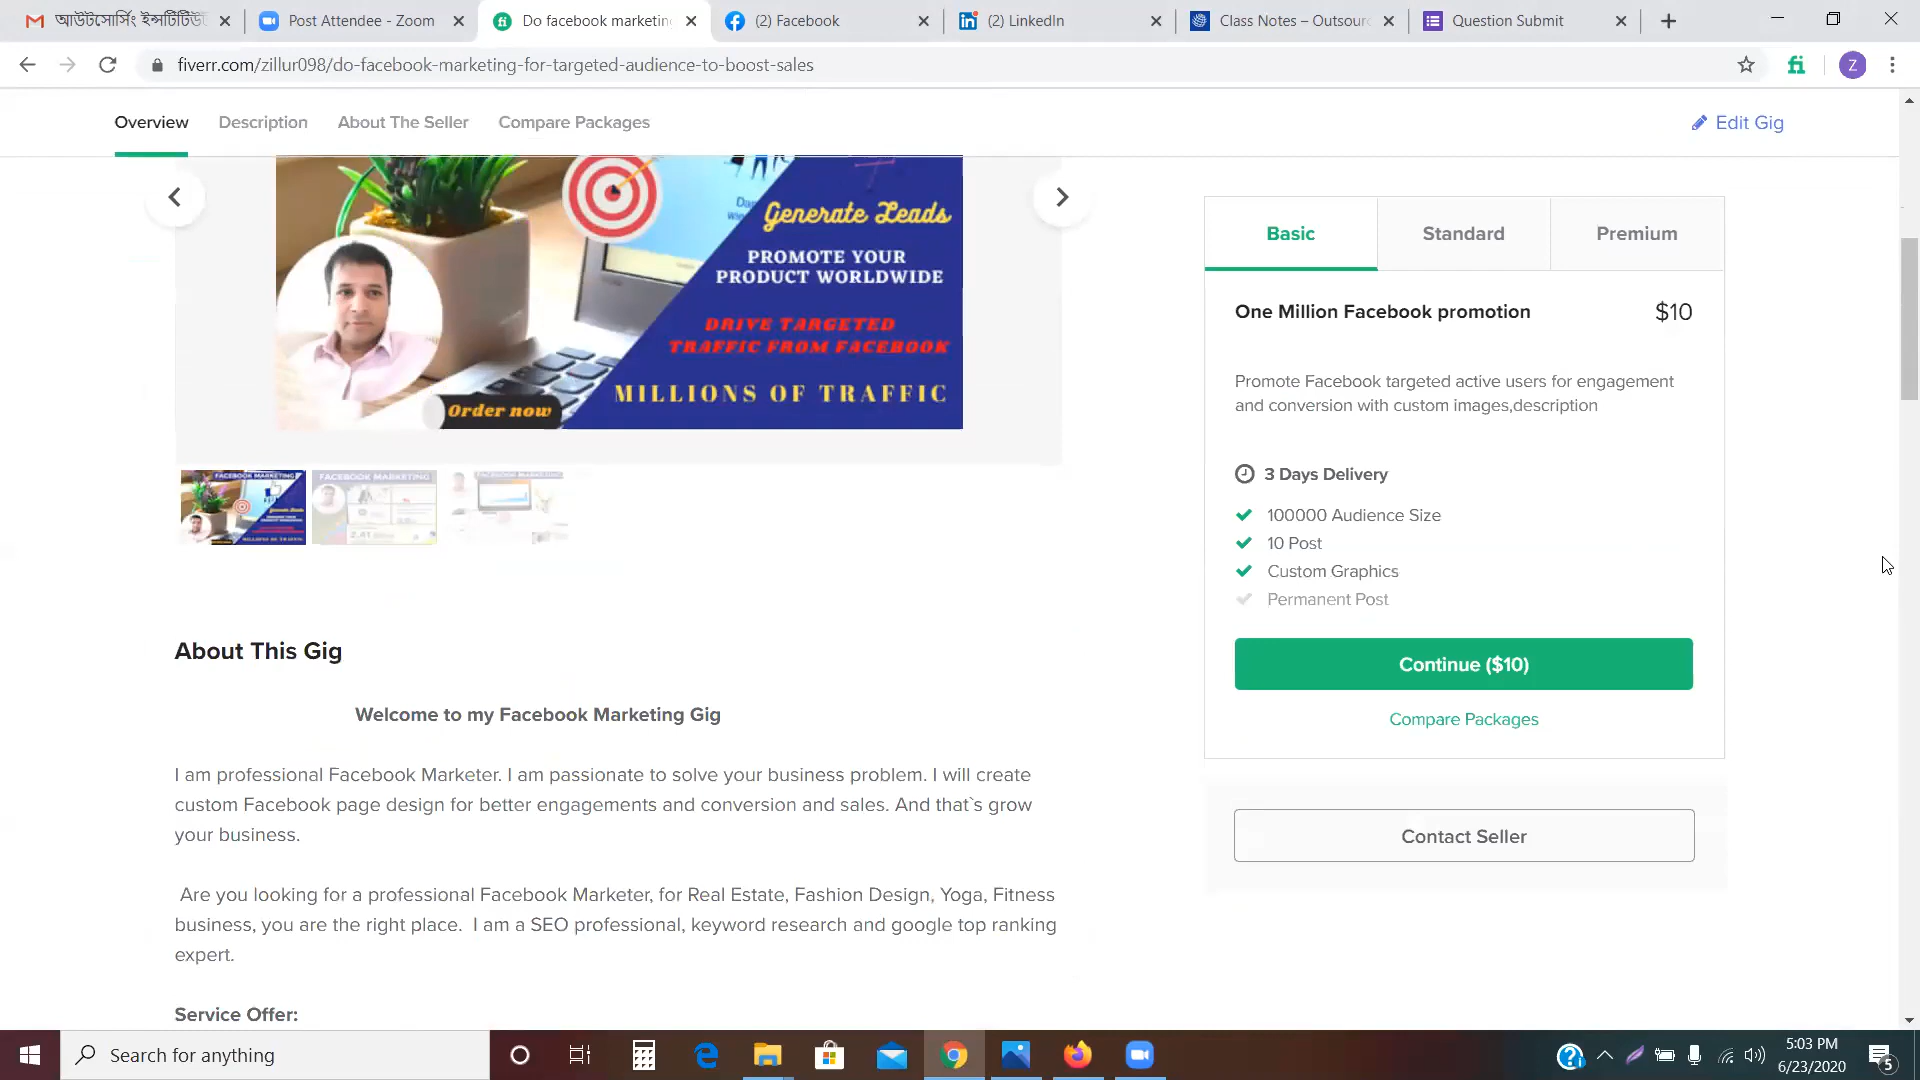 আউটসোর্সিং ইন্সটিটিউট
Post Attendee - Zoom
Do facebook marketin
(2) Facebook
(2) LinkedIn
Class Notes – Outsourc
Question Submit
fiverr.com/zillur098/do-facebook-marketing-for-targeted-audience-to-boost-sales
Z
Overview
Description
About The Seller
Compare Packages
Edit Gig
Generate Leads
PROMOTE YOUR
PRODUCT WORLDWIDE
DRIVE TARGETED
TRAFFIC FROM FACEBOOK
MILLIONS OF TRAFFIC
Order now
FACEBOOK MARKETING
FACEBOOK MARKETING
Basic
Standard
Premium
One Million Facebook promotion
$10
Promote Facebook targeted active users for engagement
and conversion with custom images,description
3 Days Delivery
100000 Audience Size
10 Post
Custom Graphics
Permanent Post
Continue ($10)
Compare Packages
Contact Seller
About This Gig
Welcome to my Facebook Marketing Gig
I am professional Facebook Marketer. I am passionate to solve your business problem. I will create
custom Facebook page design for better engagements and conversion and sales. And that`s grow
your business.
Are you looking for a professional Facebook Marketer, for Real Estate, Fashion Design, Yoga, Fitness
business, you are the right place.  I am a SEO professional, keyword research and google top ranking
expert.
Service Offer:
Search for anything
5:03 PM
6/23/2020
5